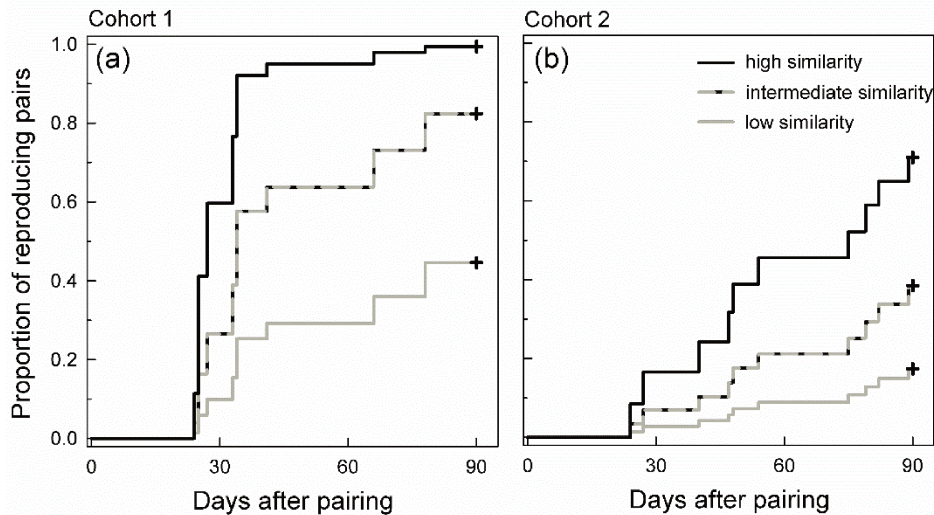 Cohort 1
Cohort 2
(a)
(b)
high similarity
intermediate similarity
low similarity
Proportion of reproducing pairs
1.0
0.8
0.6
0.4
0.2
0.0
0
30
60
90
0
30
60
90
Days after pairing
Days after pairing